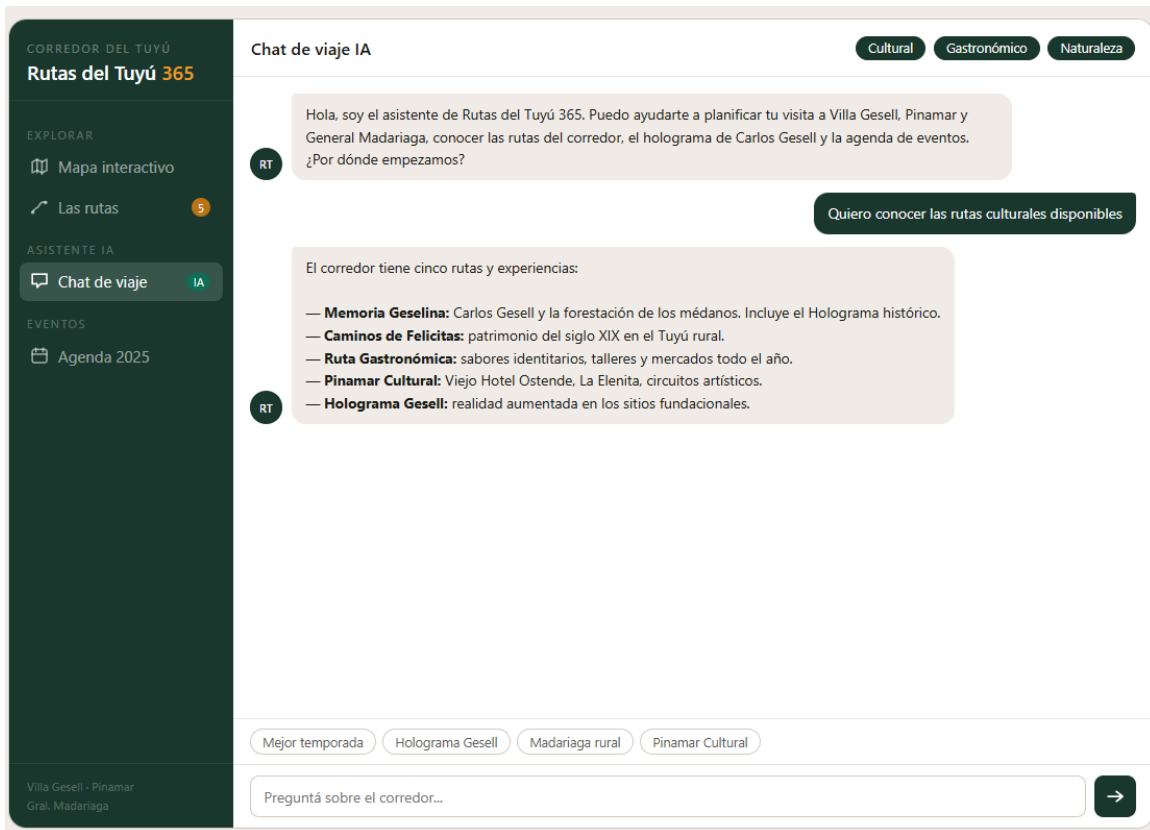 CORREDOR DEL TUYÚ
Rutas del Tuyú 365
EXPLORAR
Mapa interactivo
Las rutas 5
ASISTENTE IA
Chat de viaje IA
EVENTOS
Agenda 2025
Villa Gesell · Pinamar
Gral. Madariaga
Chat de viaje IA
Cultural Gastronómico Naturaleza
Hola, soy el asistente de Rutas del Tuyú 365. Puedo ayudarte a planificar tu visita a Villa Gesell, Pinamar y
General Madariaga, conocer las rutas del corredor, el holograma de Carlos Gesell y la agenda de eventos.
¿Por dónde empezamos?
RT
Quiero conocer las rutas culturales disponibles
El corredor tiene cinco rutas y experiencias:
— Memoria Geselina: Carlos Gesell y la forestación de los médanos. Incluye el Holograma histórico.
— Caminos de Felicitas: patrimonio del siglo XIX en el Tuyú rural.
— Ruta Gastronómica: sabores identitarios, talleres y mercados todo el año.
— Pinamar Cultural: Viejo Hotel Ostende, La Elenita, circuitos artísticos.
— Holograma Gesell: realidad aumentada en los sitios fundacionales.
RT
Mejor temporada Holograma Gesell Madariaga rural Pinamar Cultural
Preguntá sobre el corredor...